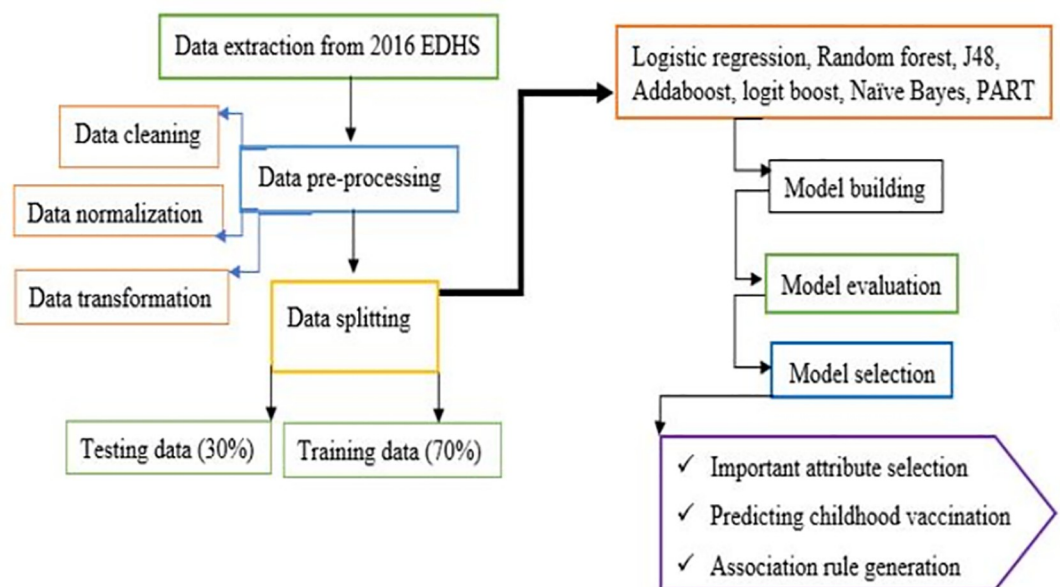 Data extraction from 2016 EDHS
Data cleaning
Data pre-processing
Data normalization
Data transformation
Data splitting
Testing data (30%)
Training data (70%)
Logistic regression, Random forest, J48,
Addaboost, logit boost, Naïve Bayes, PART
Model building
Model evaluation
Model selection
✓ Important attribute selection
✓ Predicting childhood vaccination
✓ Association rule generation